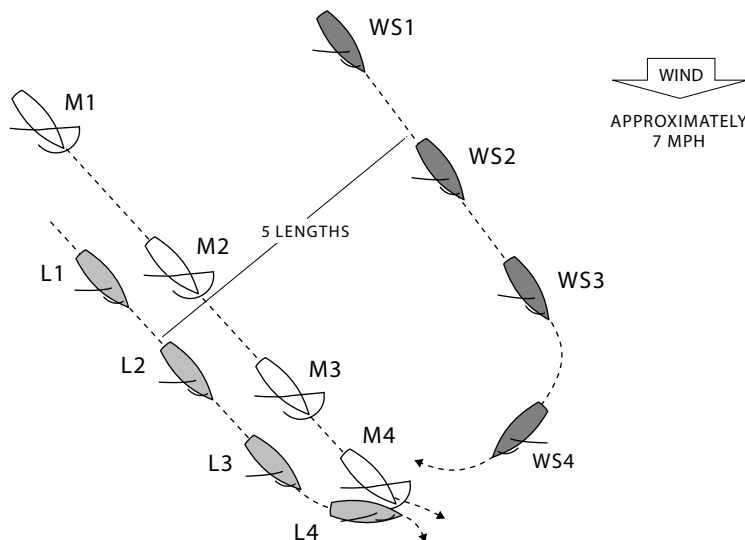 WS1
WIND
APPROXIMATELY
7 MPH
M1
WS2
5 LENGTHS
M2
L1
WS3
L2
M3
M4
L3
WS4
L4